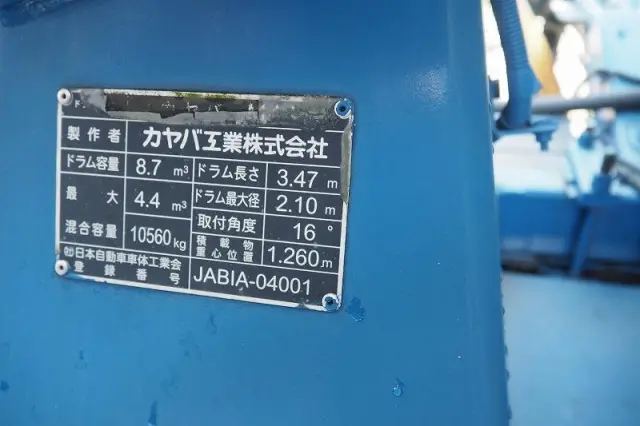 製作者 カヤバ工業株式会社
ドラム容量 8.7 m³ ドラム長さ 3.47 m
最大 4.4 m³ ドラム最大径 2.10 m
混合容量 10560kg 取付角度 16°
積載物重心位置 1.260m
㈳日本自動車車体工業会
登録番号 JABIA-04001